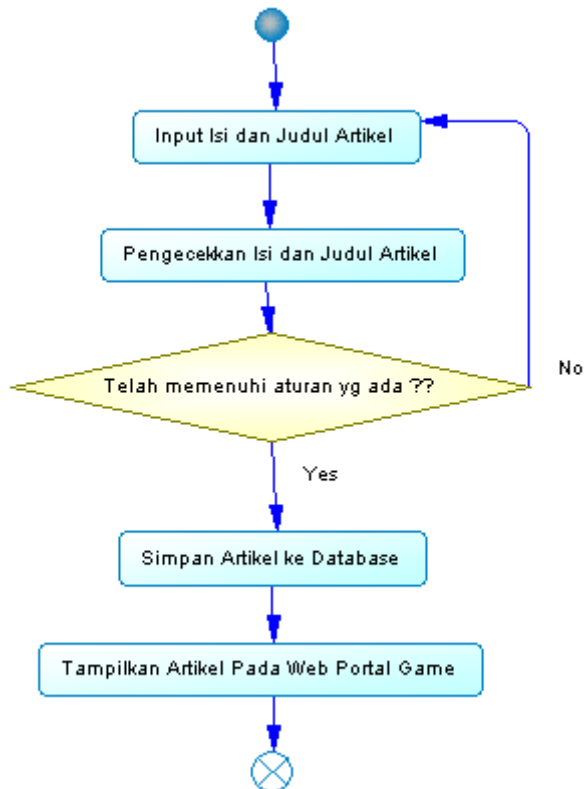 Input Isi dan Judul Artikel
Pengecekkan Isi dan Judul Artikel
Telah memenuhi aturan yg ada ??
No
Yes
Simpan Artikel ke Database
Tampilkan Artikel Pada Web Portal Game